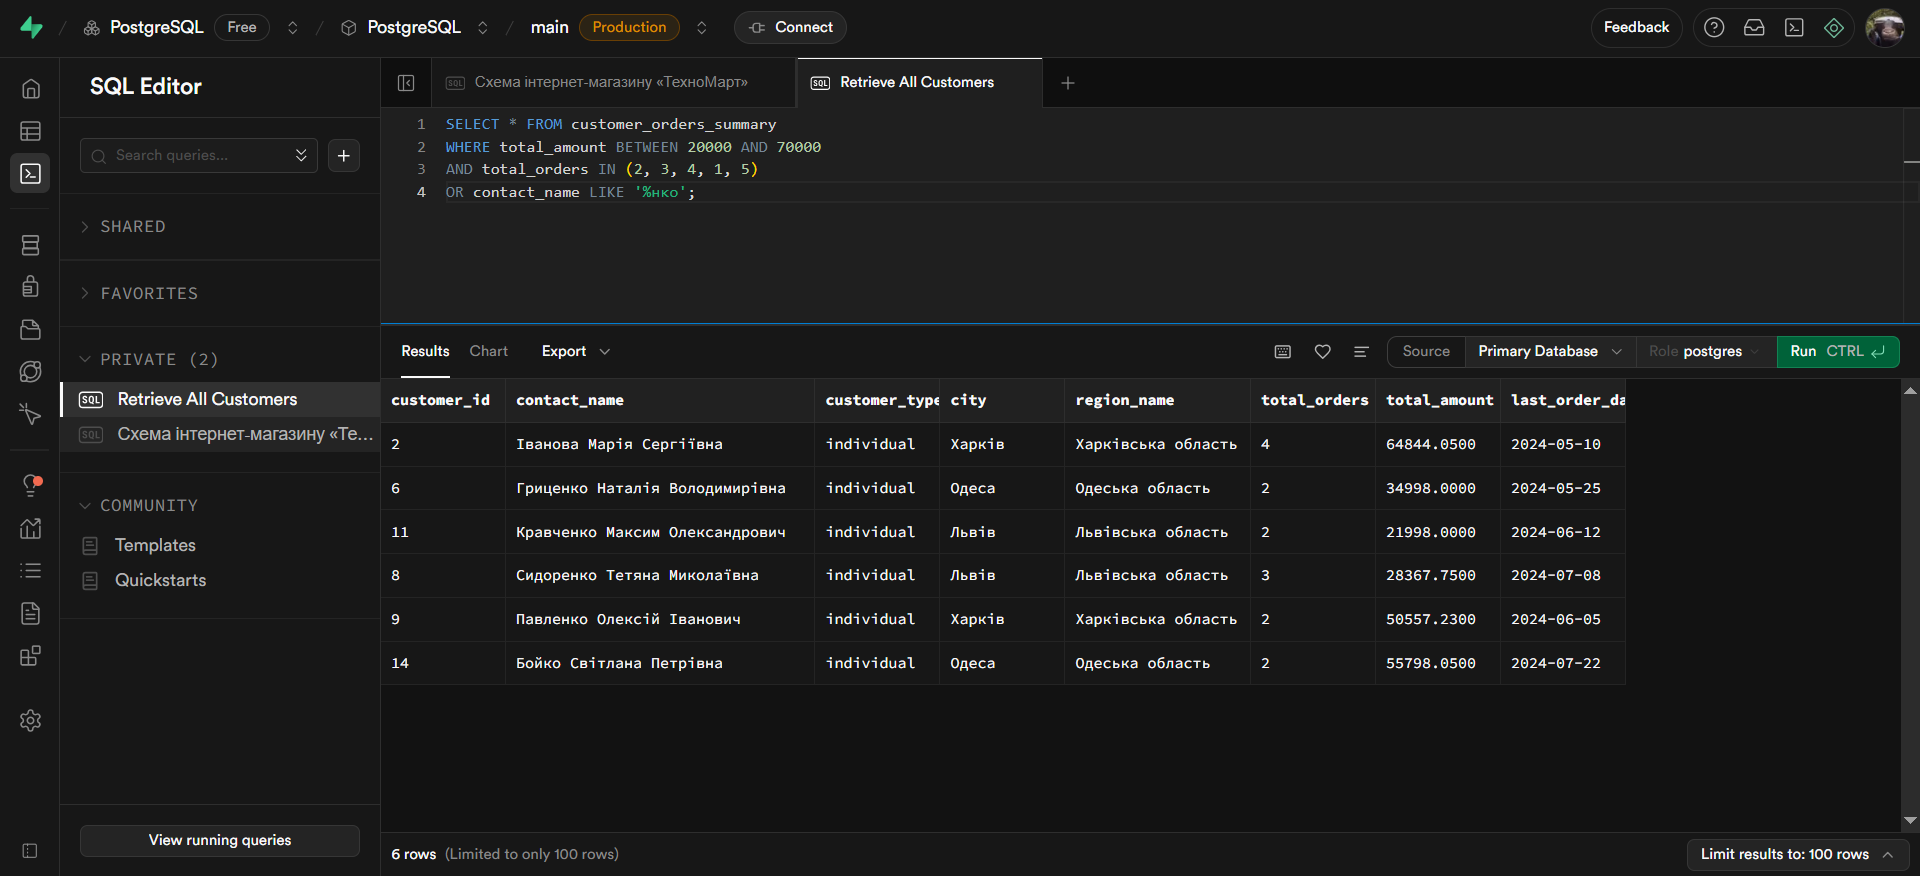 PostgreSQL Free / PostgreSQL / main Production Connect Feedback
SQL Editor
Search queries...
SHARED
FAVORITES
PRIVATE (2)
SQL Retrieve All Customers
SQL Схема інтернет-магазину «Те...
COMMUNITY
Templates
Quickstarts
View running queries
SQL Схема інтернет-магазину «ТехноМарт» SQL Retrieve All Customers
1 SELECT * FROM customer_orders_summary
2 WHERE total_amount BETWEEN 20000 AND 70000
3 AND total_orders IN (2, 3, 4, 1, 5)
4 OR contact_name LIKE '%нко';
Results Chart Export Source Primary Database Role postgres Run CTRL
customer_id contact_name customer_type city region_name total_orders total_amount last_order_da
2 Іванова Марія Сергіївна individual Харків Харківська область 4 64844.0500 2024-05-10
6 Гриценко Наталія Володимирівна individual Одеса Одеська область 2 34998.0000 2024-05-25
11 Кравченко Максим Олександрович individual Львів Львівська область 2 21998.0000 2024-06-12
8 Сидоренко Тетяна Миколаївна individual Львів Львівська область 3 28367.7500 2024-07-08
9 Павленко Олексій Іванович individual Харків Харківська область 2 50557.2300 2024-06-05
14 Бойко Світлана Петрівна individual Одеса Одеська область 2 55798.0500 2024-07-22
6 rows (Limited to only 100 rows) Limit results to: 100 rows